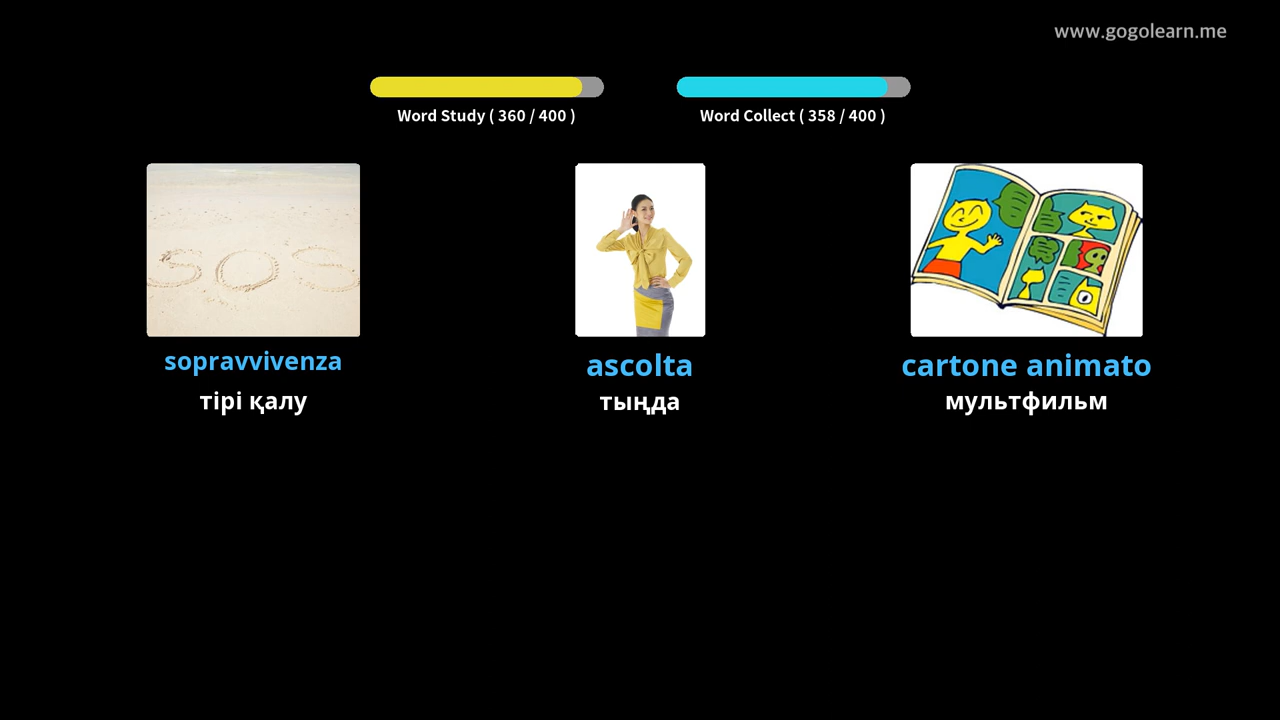 www.gogolearn.me
Word Study ( 360 / 400 )
Word Collect ( 358 / 400 )
SOS
sopravvivenza
ascolta
cartone animato
тірі қалу
тыңда
мультфильм